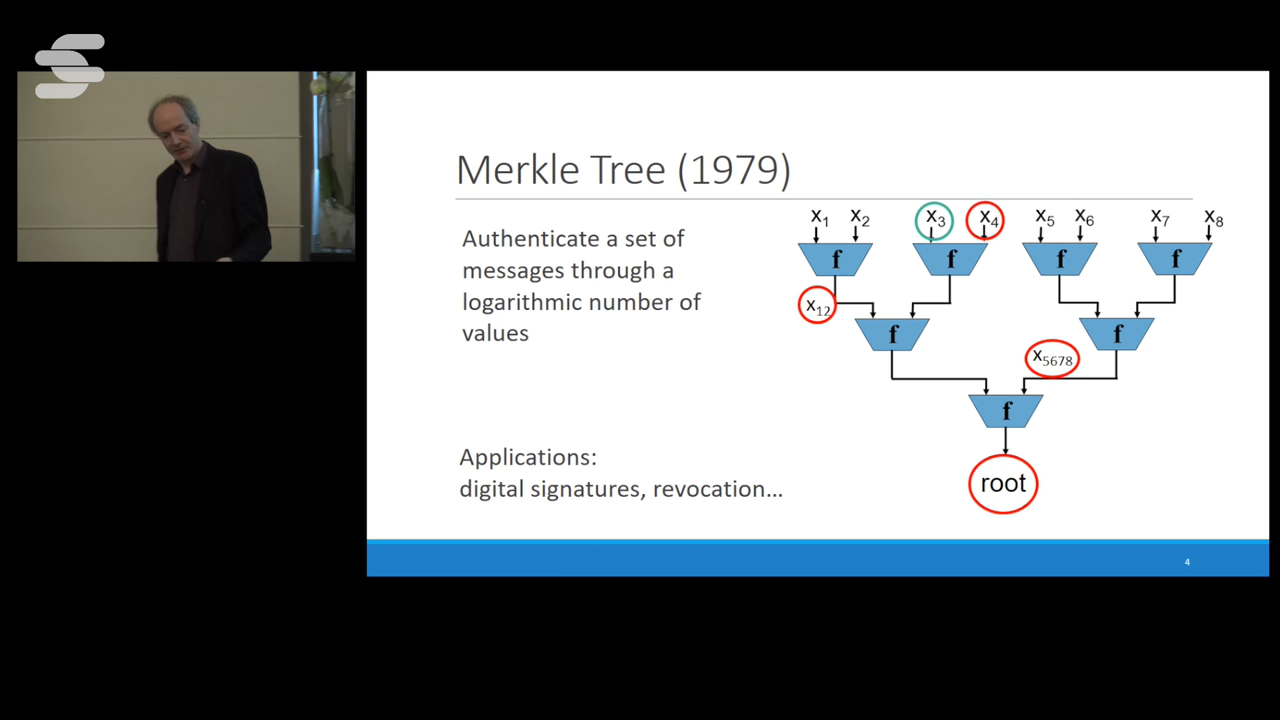 Merkle Tree (1979)
Authenticate a set of
messages through a
logarithmic number of
values
Applications:
digital signatures, revocation…
x1 x2 x3 x4 x5 x6 x7 x8
f f f f
x12
f f
x5678
f
root
4